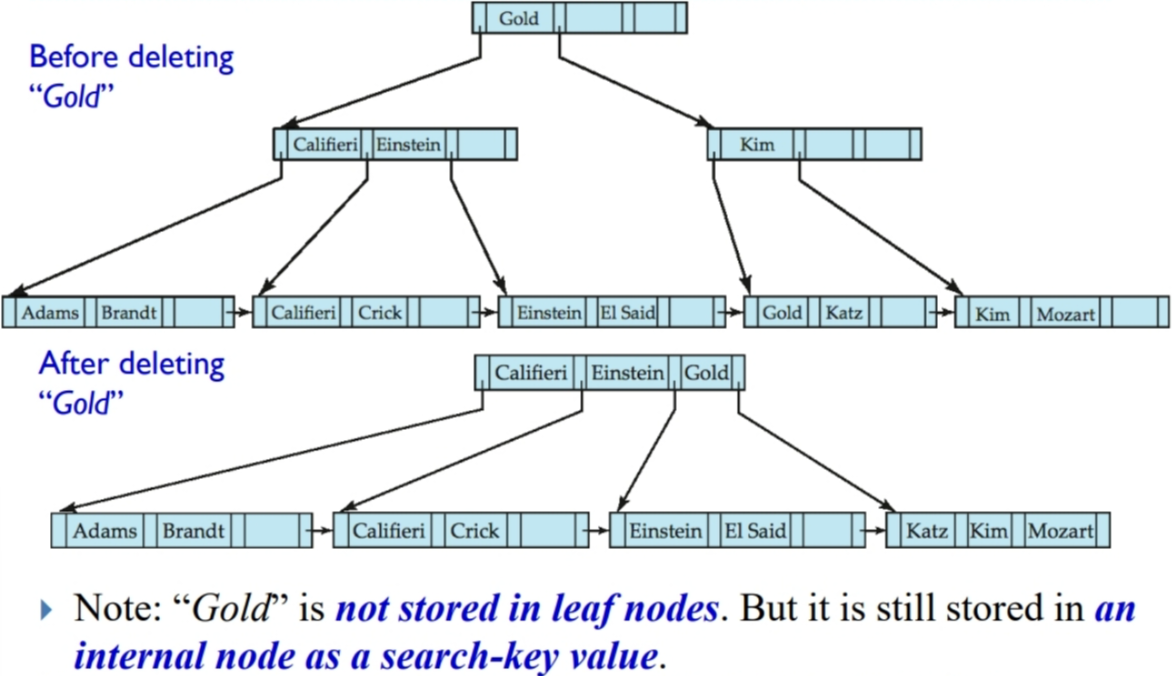 Gold
Before deleting
“Gold”
Califieri Einstein
Kim
Adams Brandt
Califieri Crick
Einstein El Said
Gold Katz
Kim Mozart
After deleting
“Gold”
Califieri Einstein Gold
Adams Brandt
Califieri Crick
Einstein El Said
Katz Kim Mozart
Note: “Gold” is not stored in leaf nodes. But it is still stored in an
internal node as a search-key value.